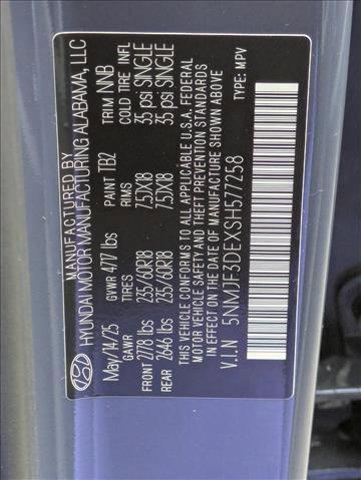 MANUFACTURED BY
HYUNDAI MOTOR MANUFACTURING ALABAMA, LLC
May/14/25 GVWR 4717 lbs PAINT TB2 TRIM NNB
GAWR TIRES RIMS COLD TIRE INFL
FRONT 2778 lbs 235/60R18 7.5JX18 35 psi SINGLE
REAR 2646 lbs 235/60R18 7.5JX18 35 psi SINGLE
THIS VEHICLE CONFORMS TO ALL APPLICABLE U.S.A. FEDERAL
MOTOR VEHICLE SAFETY AND THEFT PREVENTION STANDARDS
IN EFFECT ON THE DATE OF MANUFACTURE SHOWN ABOVE
V.I.N 5NMJF3DEXSH577258 TYPE: MPV